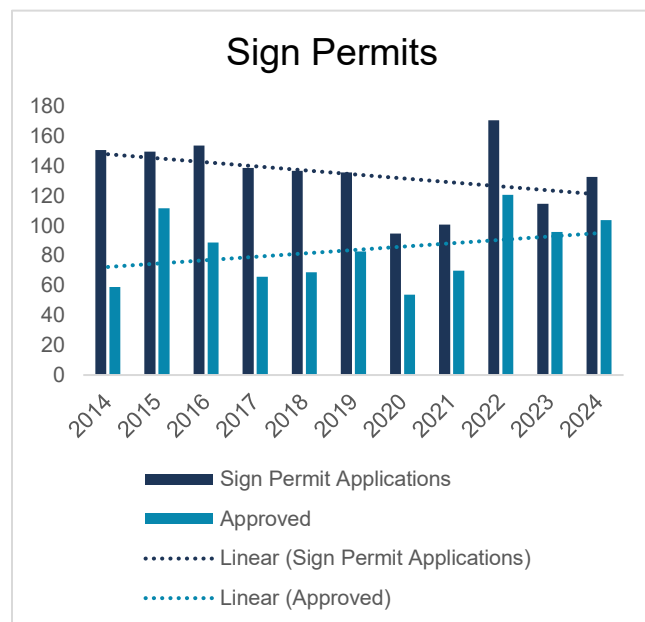 Sign Permits
180
160
140
120
100
80
60
40
20
0
2014 2015 2016 2017 2018 2019 2020 2021 2022 2023 2024
Sign Permit Applications
Approved
Linear (Sign Permit Applications)
Linear (Approved)